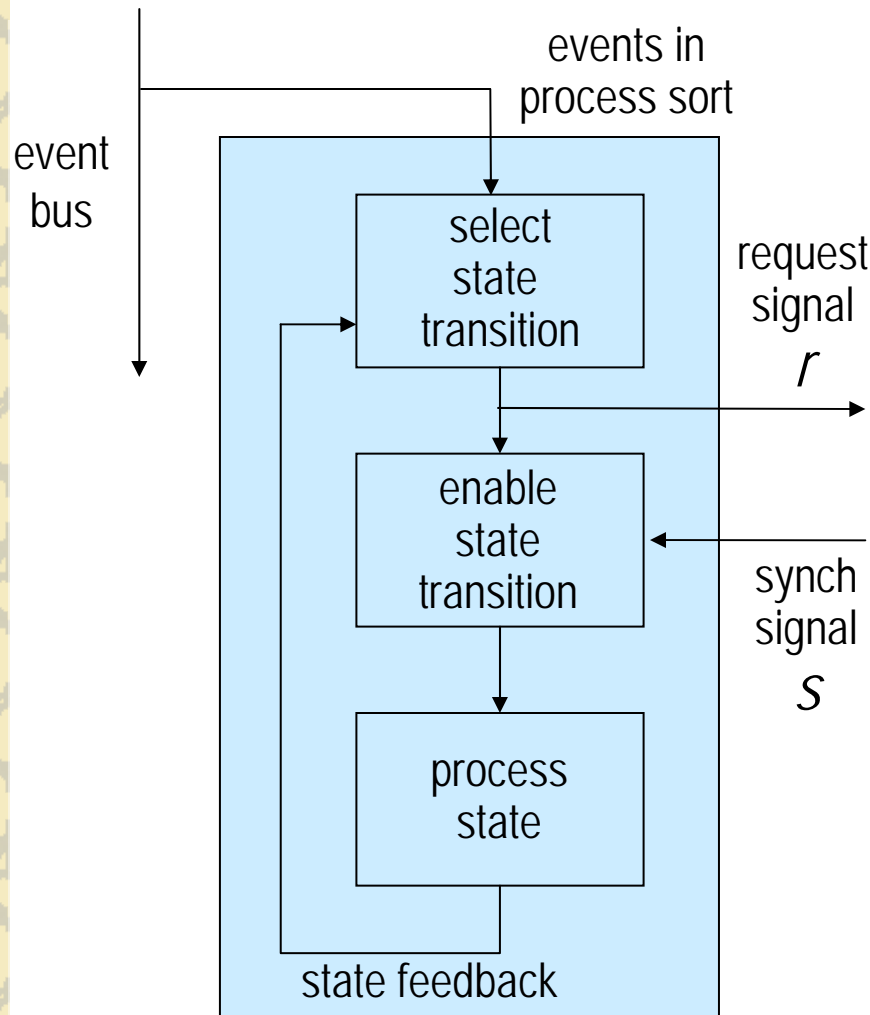 events in
process sort
event
bus
select
state
transition
request
signal
r
enable
state
transition
synch
signal
s
process
state
state feedback